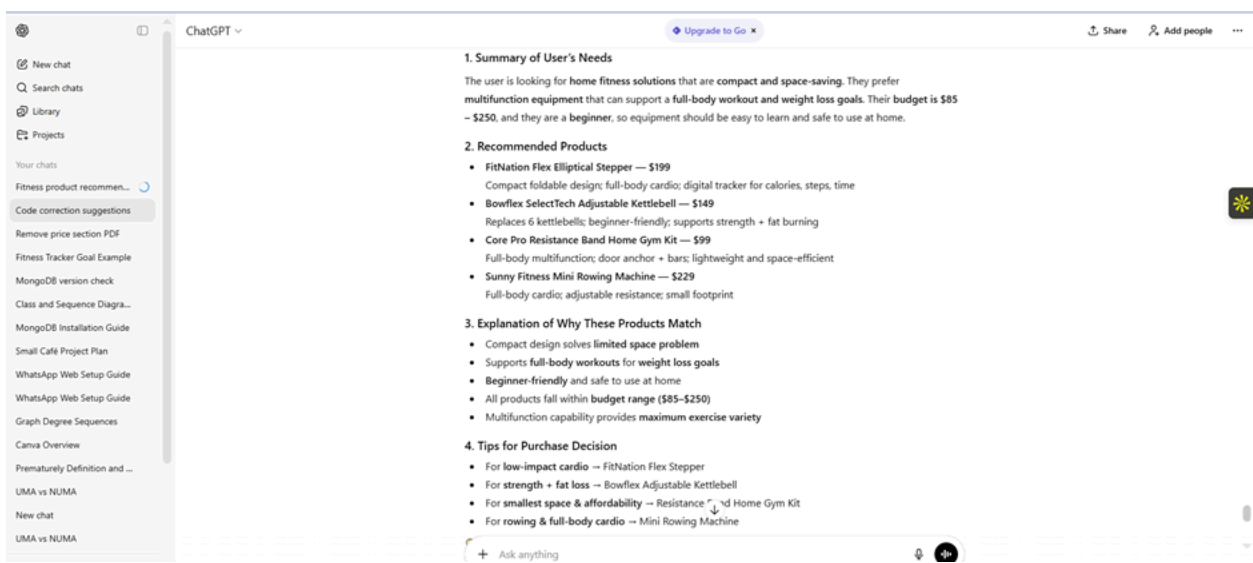 ChatGPT
Upgrade to Go ×
Share
Add people
New chat
Search chats
Library
Projects
Your chats
Fitness product recommen...
Code correction suggestions
Remove price section PDF
Fitness Tracker Goal Example
MongoDB version check
Class and Sequence Diagra...
MongoDB Installation Guide
Small Café Project Plan
WhatsApp Web Setup Guide
WhatsApp Web Setup Guide
Graph Degree Sequences
Canva Overview
Prematurely Definition and ...
UMA vs NUMA
New chat
UMA vs NUMA
1. Summary of User's Needs
The user is looking for home fitness solutions that are compact and space-saving. They prefer
multifunction equipment that can support a full-body workout and weight loss goals. Their budget is $85
– $250, and they are a beginner, so equipment should be easy to learn and safe to use at home.
2. Recommended Products
• FitNation Flex Elliptical Stepper — $199
Compact foldable design; full-body cardio; digital tracker for calories, steps, time
• Bowflex SelectTech Adjustable Kettlebell — $149
Replaces 6 kettlebells; beginner-friendly; supports strength + fat burning
• Core Pro Resistance Band Home Gym Kit — $99
Full-body multifunction; door anchor + bars; lightweight and space-efficient
• Sunny Fitness Mini Rowing Machine — $229
Full-body cardio; adjustable resistance; small footprint
3. Explanation of Why These Products Match
• Compact design solves limited space problem
• Supports full-body workouts for weight loss goals
• Beginner-friendly and safe to use at home
• All products fall within budget range ($85–$250)
• Multifunction capability provides maximum exercise variety
4. Tips for Purchase Decision
• For low-impact cardio → FitNation Flex Stepper
• For strength + fat loss → Bowflex Adjustable Kettlebell
• For smallest space & affordability → Resistance Band Home Gym Kit
• For rowing & full-body cardio → Mini Rowing Machine
Ask anything